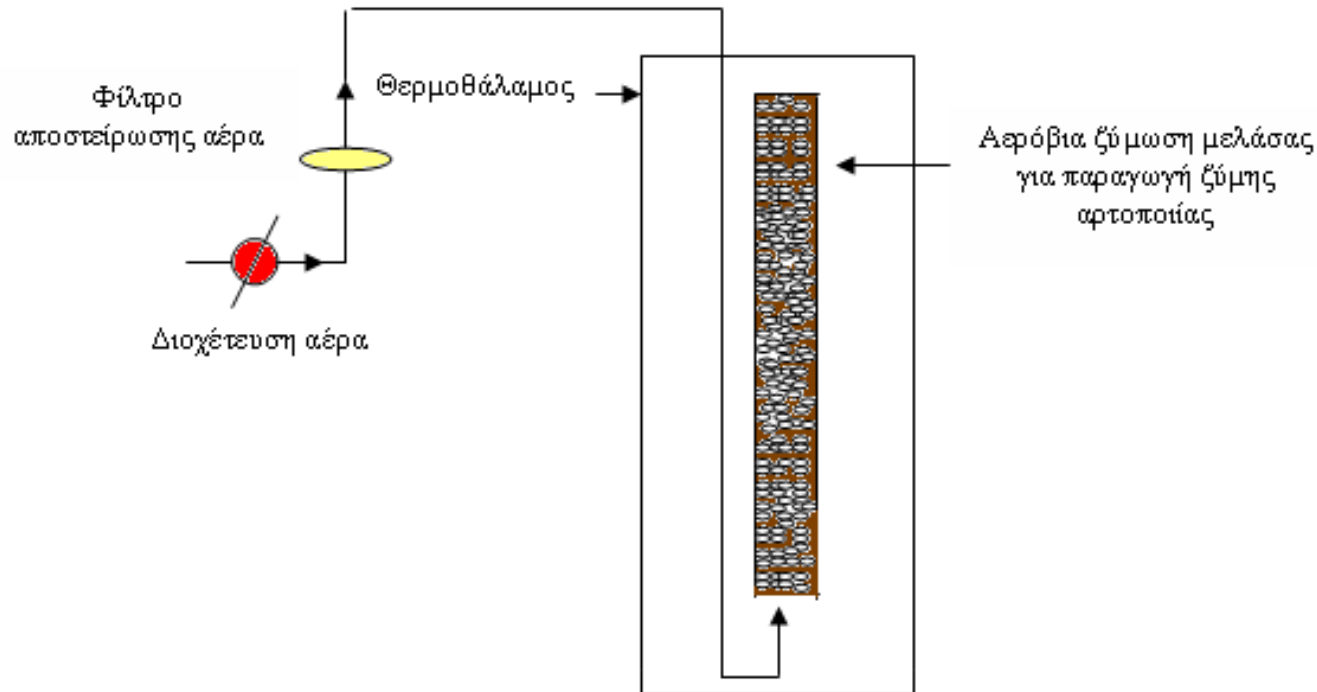 Φίλτρο
αποστείρωσης αέρα
Θερμοθάλαμος
Αερόβια ζύμωση μελάσας
για παραγωγή ζύμης
αρτοποιίας
Διοχέτευση αέρα